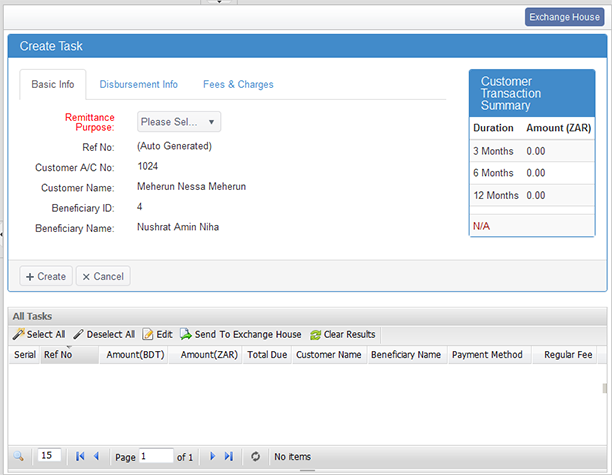 Exchange House
Create Task
Basic Info Disbursement Info Fees & Charges
Remittance Purpose: Please Sel...
Ref No: (Auto Generated)
Customer A/C No: 1024
Customer Name: Meherun Nessa Meherun
Beneficiary ID: 4
Beneficiary Name: Nushrat Amin Niha
Customer
Transaction
Summary
Duration Amount (ZAR)
3 Months 0.00
6 Months 0.00
12 Months 0.00
N/A
+ Create × Cancel
All Tasks
Select All Deselect All Edit Send To Exchange House Clear Results
Serial Ref No Amount(BDT) Amount(ZAR) Total Due Customer Name Beneficiary Name Payment Method Regular Fee
15 Page 1 of 1 No items